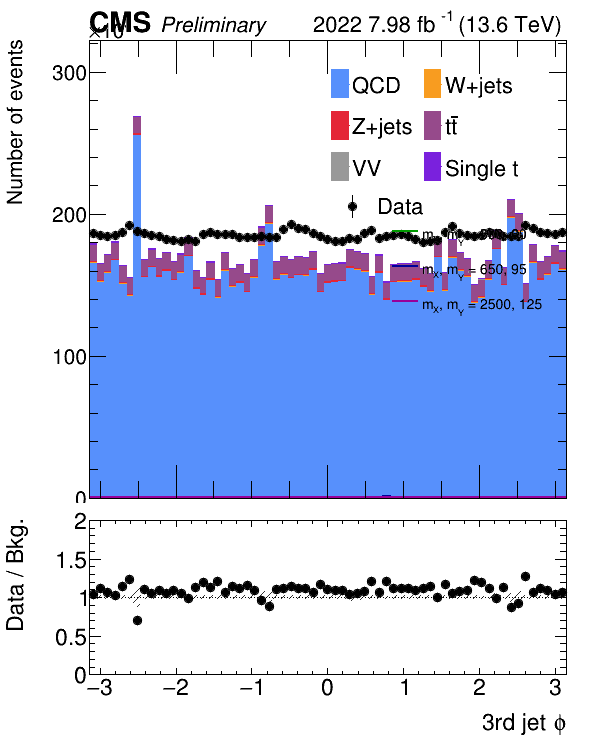 CMS Preliminary 2022 7.98 fb⁻¹ (13.6 TeV)
Number of events
300
200
100
0
QCD W+jets
Z+jets tt̄
VV Single t
Data
m_X, m_Y = 650, 95
m_X, m_Y = 2500, 125
Data / Bkg.
2
1.5
1
0.5
0
−3 −2 −1 0 1 2 3
3rd jet ϕ